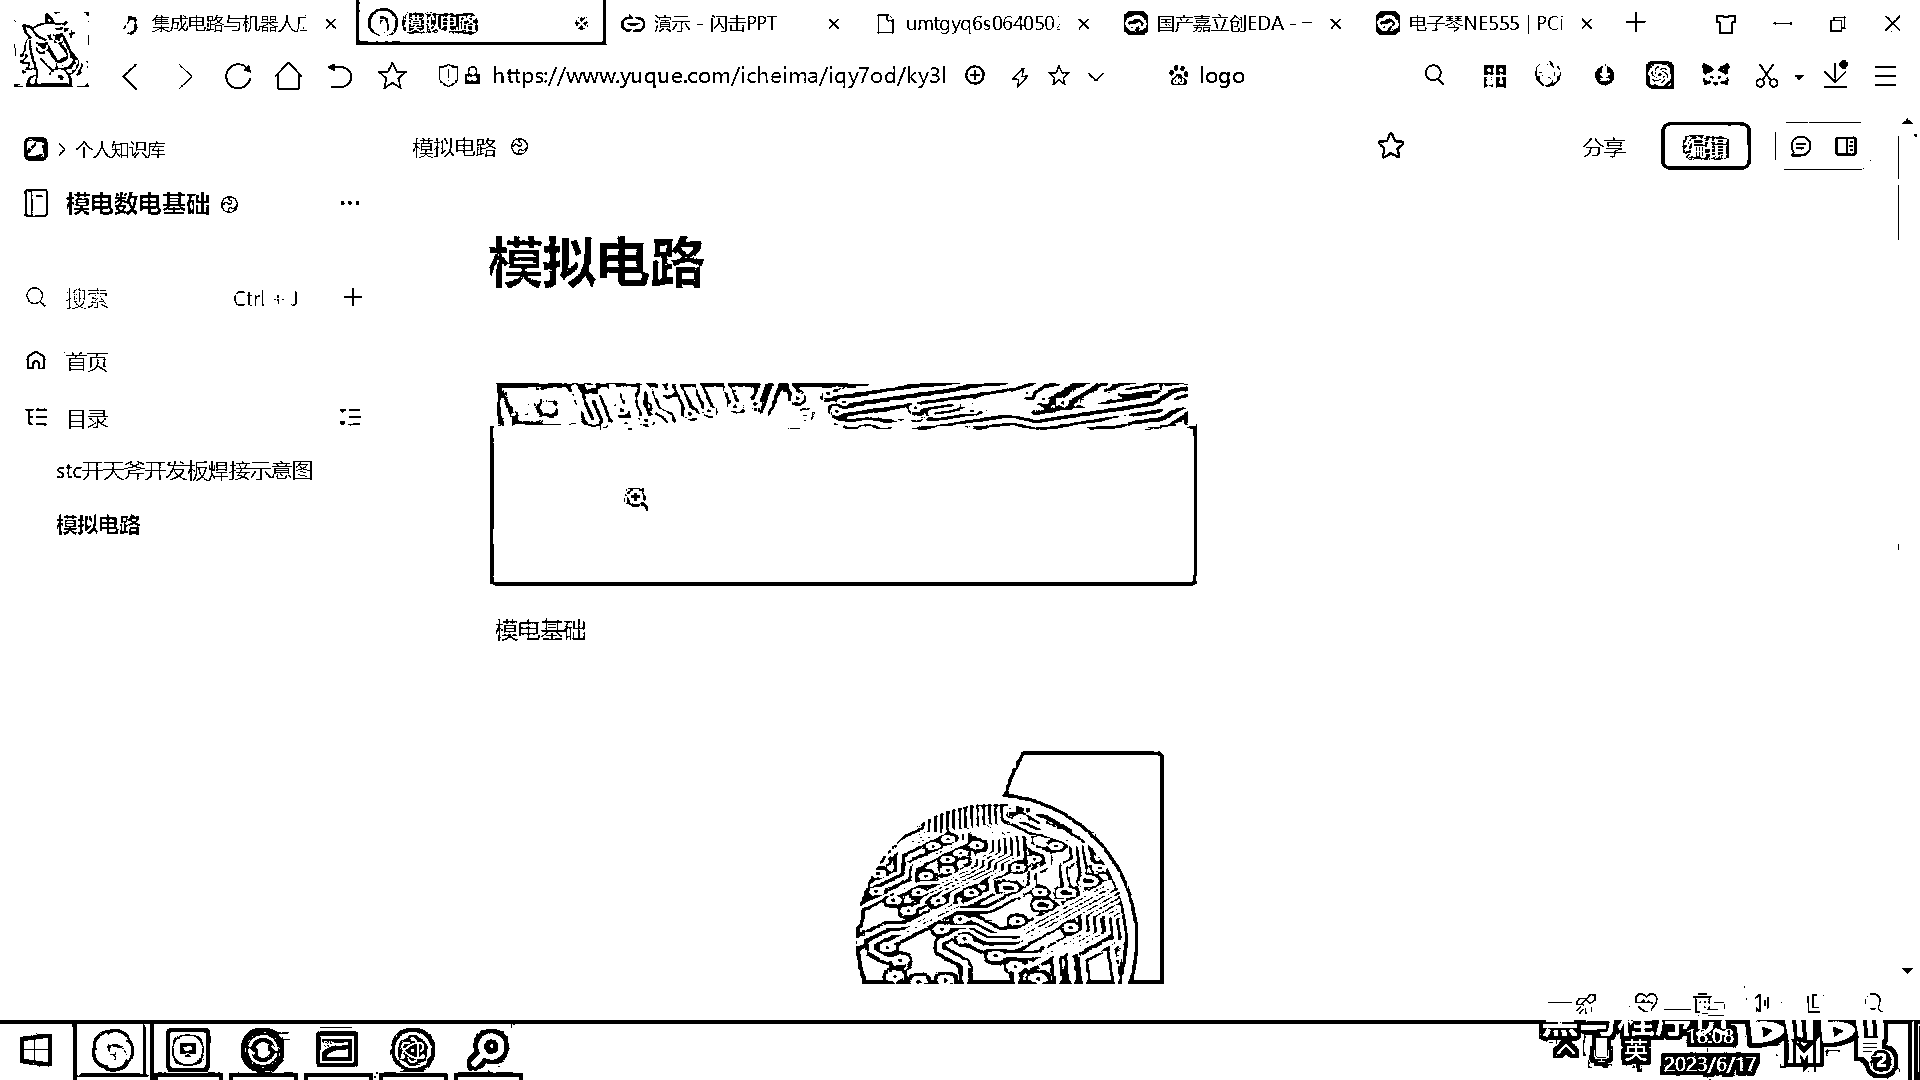 集成电路与机器人
模拟电路
演示 - 闪击PPT
umtgyq6s064050
国产嘉立创EDA - 一
电子琴NE555 | PCi
https://www.yuque.com/icheima/iqy7od/ky3l
logo
个人知识库
模拟电路
分享
编辑
模电数电基础
模拟电路
搜索
Ctrl + J
首页
目录
stc开天斧开发板焊接示意图
模拟电路
模电基础
英
18:08
2023/6/17
2